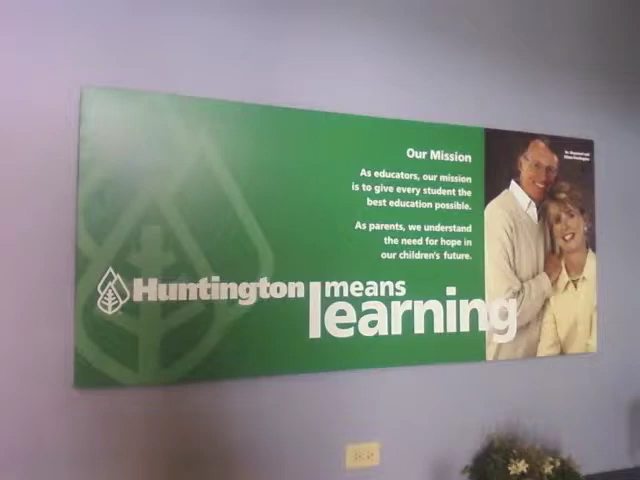 Our Mission
As educators, our mission
is to give every student the
best education possible.
As parents, we understand
the need for hope in
our children's future.
Huntington means
learning